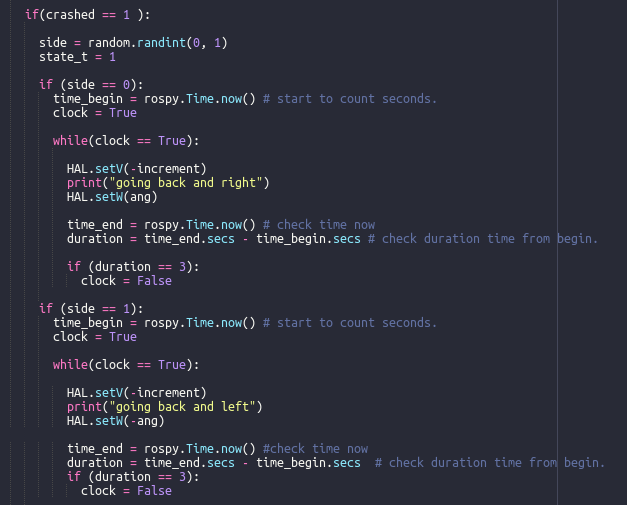 if(crashed == 1 ):
side = random.randint(0, 1)
state_t = 1
if (side == 0):
time_begin = rospy.Time.now() # start to count seconds.
clock = True
while(clock == True):
HAL.setV(-increment)
print("going back and right")
HAL.setW(ang)
time_end = rospy.Time.now() # check time now
duration = time_end.secs - time_begin.secs # check duration time from begin.
if (duration == 3):
clock = False
if (side == 1):
time_begin = rospy.Time.now() # start to count seconds.
clock = True
while(clock == True):
HAL.setV(-increment)
print("going back and left")
HAL.setW(-ang)
time_end = rospy.Time.now() #check time now
duration = time_end.secs - time_begin.secs  # check duration time from begin.
if (duration == 3):
clock = False